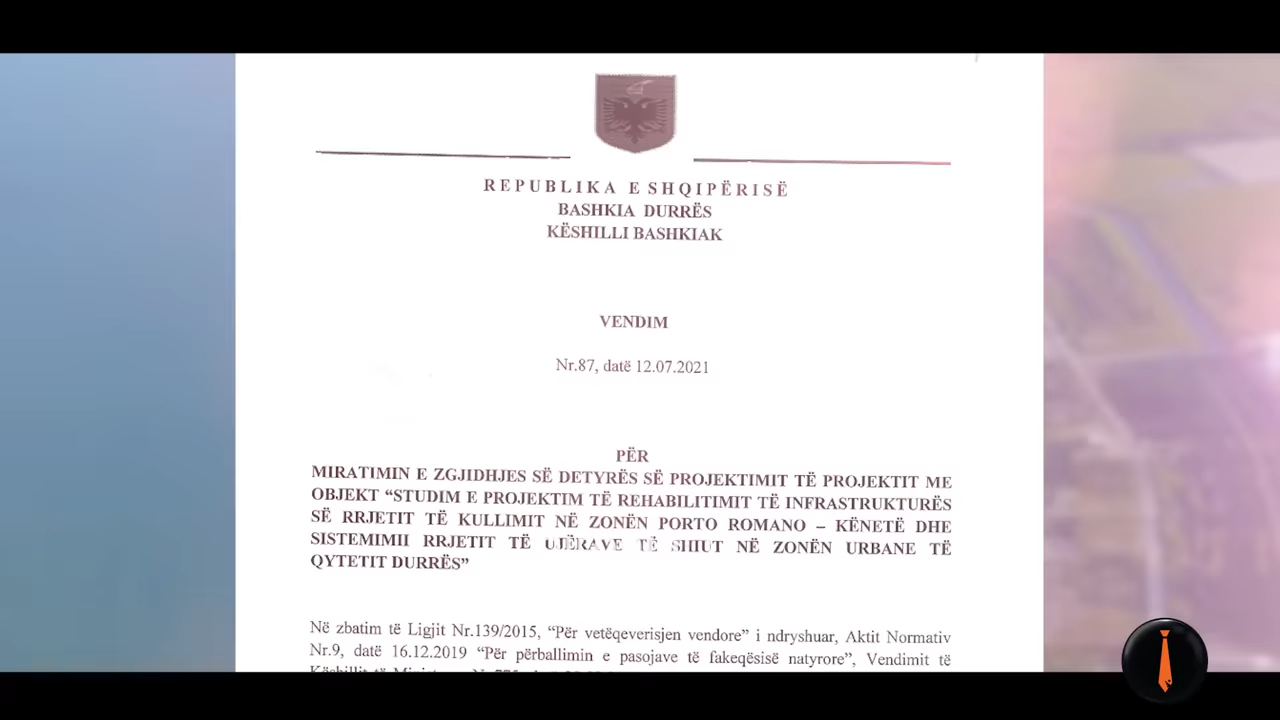 REPUBLIKA E SHQIPËRISË
BASHKIA DURRËS
KËSHILLI BASHKIAK
VENDIM
Nr.87, datë 12.07.2021
PËR
MIRATIMIN E ZGJIDHJES SË DETYRËS SË PROJEKTIMIT TË PROJEKTIT ME
OBJEKT “STUDIM E PROJEKTIM TË REHABILITIMIT TË INFRASTRUKTURËS
SË RRJETIT TË KULLIMIT NË ZONËN PORTO ROMANO – KËNETË DHE
SISTEMIMII RRJETIT TË UJËRAVE TË SHIUT NË ZONËN URBANE TË
QYTETIT DURRËS”
Në zbatim të Ligjit Nr.139/2015, “Për vetëqeverisjen vendore” i ndryshuar, Aktit Normativ
Nr.9, datë 16.12.2019 “Për përballimin e pasojave të fakeqësisë natyrore”, Vendimit të